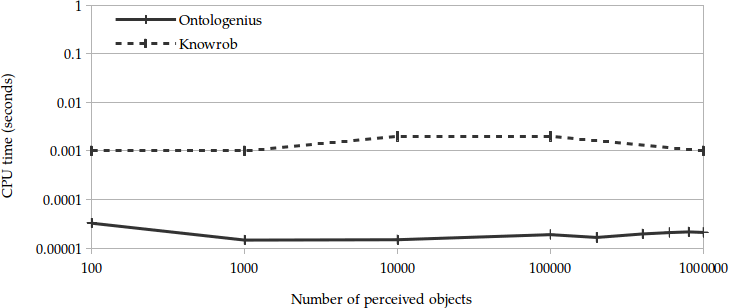 1
Ontologenius
Knowrob
0.1
0.01
0.001
0.0001
0.00001
CPU time (seconds)
100 1000 10000 100000 1000000
Number of perceived objects